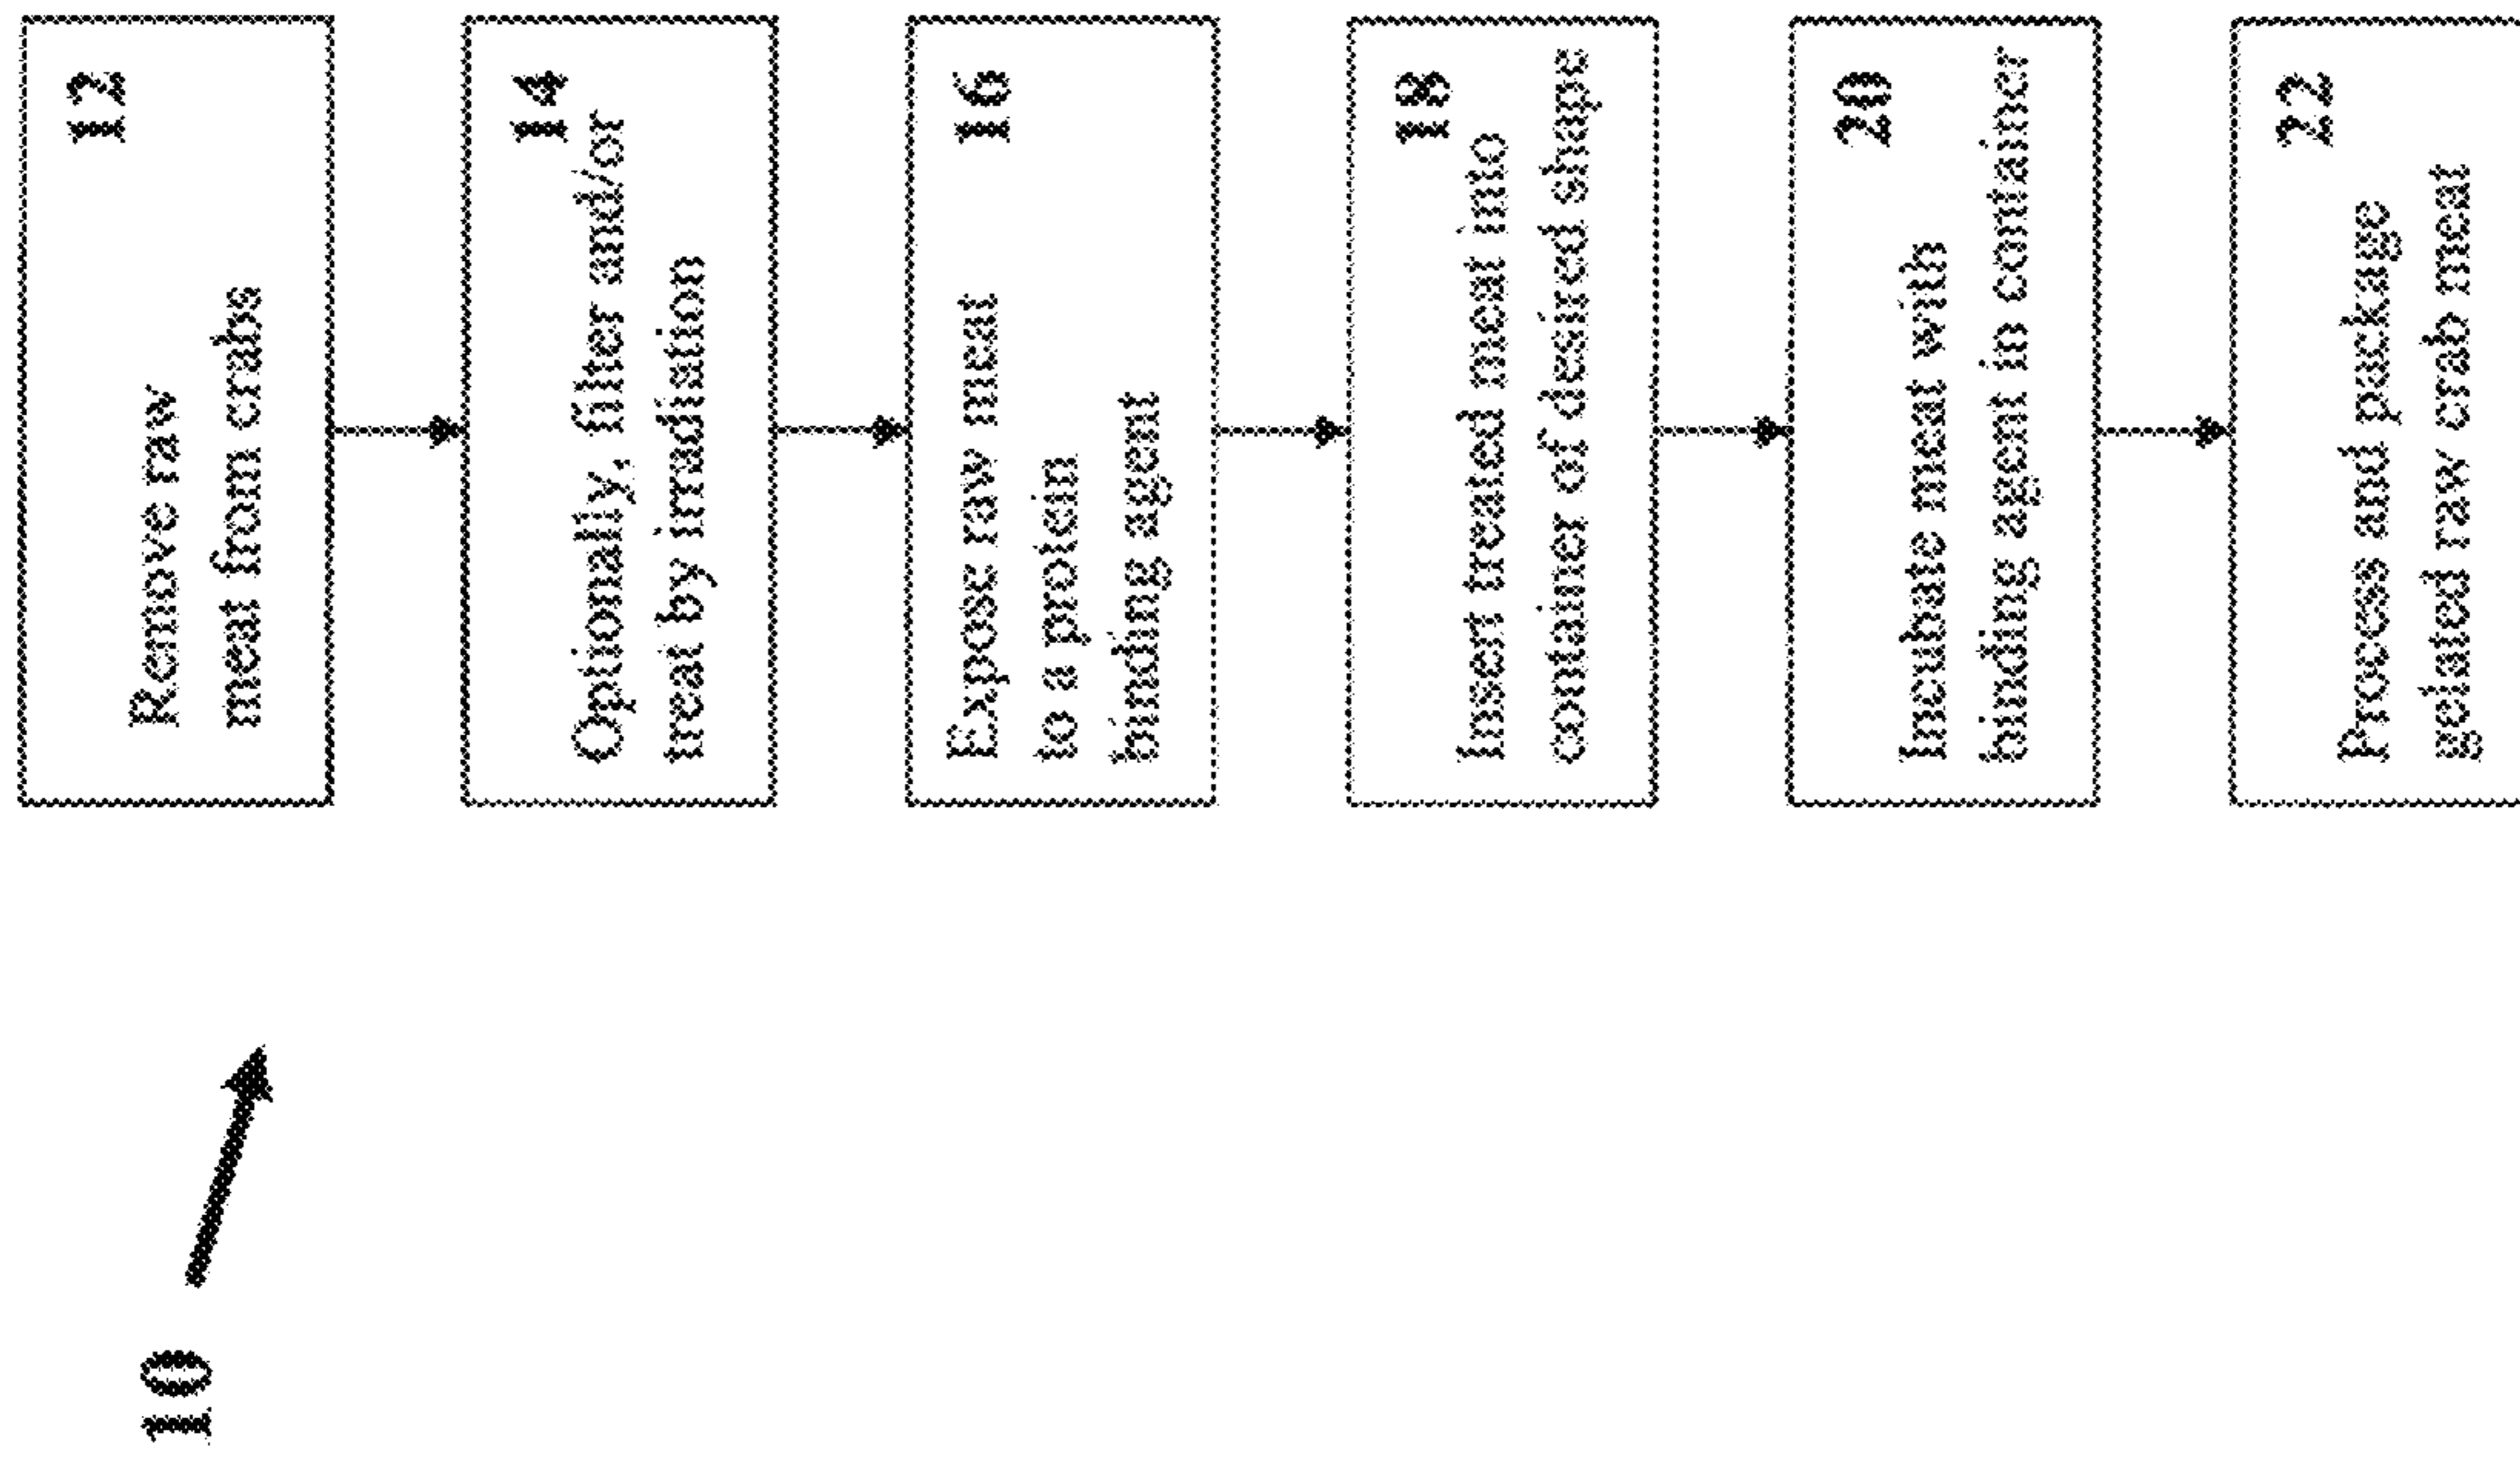 10
12
Remove raw
meat from crabs
14
Optionally, filter and/or
treat by irradiation
16
Expose raw meat
to a protein
binding agent
18
Insert treated meat into
container of desired shape
20
Incubate meat with
binding agent in container
22
Process and package
gelated raw crab meat